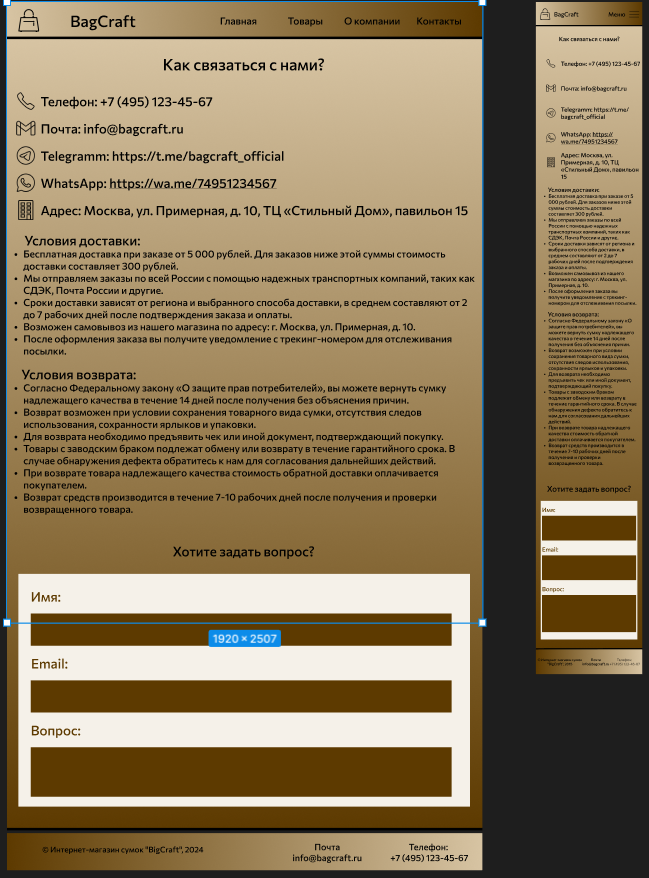 BagCraft
Главная
Товары
О компании
Контакты
Как связаться с нами?
Телефон: +7 (495) 123-45-67
Почта: info@bagcraft.ru
Telegramm: https://t.me/bagcraft_official
WhatsApp: https://wa.me/74951234567
Адрес: Москва, ул. Примерная, д. 10, ТЦ «Стильный Дом», павильон 15
Условия доставки:
• Бесплатная доставка при заказе от 5 000 рублей. Для заказов ниже этой суммы стоимость
доставки составляет 300 рублей.
• Мы отправляем заказы по всей России с помощью надежных транспортных компаний, таких как
СДЭК, Почта России и другие.
• Сроки доставки зависят от региона и выбранного способа доставки, в среднем составляют от 2
до 7 рабочих дней после подтверждения заказа и оплаты.
• Возможен самовывоз из нашего магазина по адресу: г. Москва, ул. Примерная, д. 10.
• После оформления заказа вы получите уведомление с трекинг-номером для отслеживания
посылки.
Условия возврата:
• Согласно Федеральному закону «О защите прав потребителей», вы можете вернуть сумку
надлежащего качества в течение 14 дней после получения без объяснения причин.
• Возврат возможен при условии сохранения товарного вида сумки, отсутствия следов
использования, сохранности ярлыков и упаковки.
• Для возврата необходимо предъявить чек или иной документ, подтверждающий покупку.
• Товары с заводским браком подлежат обмену или возврату в течение гарантийного срока. В
случае обнаружения дефекта обратитесь к нам для согласования дальнейших действий.
• При возврате товара надлежащего качества стоимость обратной доставки оплачивается
покупателем.
• Возврат средств производится в течение 7-10 рабочих дней после получения и проверки
возвращенного товара.
Хотите задать вопрос?
Имя:
1920 × 2507
Email:
Вопрос:
© Интернет-магазин сумок "BigCraft", 2024
Почта
info@bagcraft.ru
Телефон:
+7 (495) 123-45-67
BagCraft
Меню
Как связаться с нами?
Телефон: +7 (495) 123-45-67
Почта: info@bagcraft.ru
Telegramm: https://t.me/
bagcraft_official
WhatsApp: https://
wa.me/74951234567
Адрес: Москва, ул.
Примерная, д. 10, ТЦ
«Стильный Дом», павильон
15
Условия доставки:
• Бесплатная доставка при заказе от 5
000 рублей. Для заказов ниже этой
суммы стоимость доставки
составляет 300 рублей.
• Мы отправляем заказы по всей
России с помощью надежных
транспортных компаний, таких как
СДЭК, Почта России и другие.
• Сроки доставки зависят от региона и
выбранного способа доставки, в
среднем составляют от 2 до 7
рабочих дней после подтверждения
заказа и оплаты.
• Возможен самовывоз из нашего
магазина по адресу: г. Москва, ул.
Примерная, д. 10.
• После оформления заказа вы
получите уведомление с трекинг-
номером для отслеживания посылки.
Условия возврата:
• Согласно Федеральному закону «О
защите прав потребителей», вы
можете вернуть сумку надлежащего
качества в течение 14 дней после
получения без объяснения причин.
• Возврат возможен при условии
сохранения товарного вида сумки,
отсутствия следов использования,
сохранности ярлыков и упаковки.
• Для возврата необходимо
предъявить чек или иной документ,
подтверждающий покупку.
• Товары с заводским браком
подлежат обмену или возврату в
течение гарантийного срока. В случае
обнаружения дефекта обратитесь к
нам для согласования дальнейших
действий.
• При возврате товара надлежащего
качества стоимость обратной
доставки оплачивается покупателем.
• Возврат средств производится в
течение 7-10 рабочих дней после
получения и проверки
возвращенного товара.
Хотите задать вопрос?
Имя:
Email:
Вопрос:
Почта
Телефон: